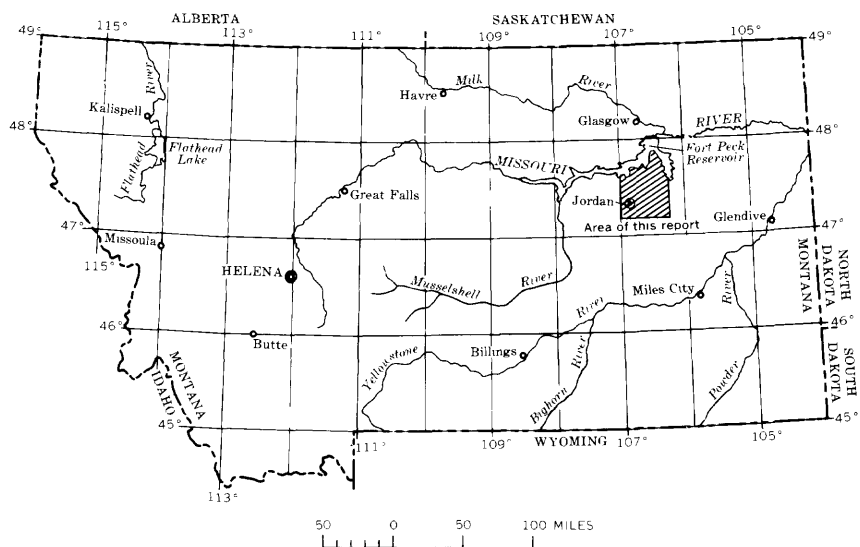 ALBERTA
SASKATCHEWAN
49°
115°
113°
109°
107°
105°
49°
River
Kalispell
Milk
River
Havre
Glasgow
RIVER
48°
48°
Flathead
Lake
Fort Peck
Reservoir
Flathead
MISSOURI
Great Falls
Jordan
Glendive
47°
Area of this report
47°
Missoula
115°
HELENA
Musselshell
River
Miles City
River
River
MONTANA
NORTH
DAKOTA
46°
46°
Butte
Billings
Yellowstone
River
Bighorn
Powder
SOUTH
DAKOTA
MONTANA
IDAHO
45°
45°
111°
109°
WYOMING
107°
105°
113°
50 0 50 100 MILES